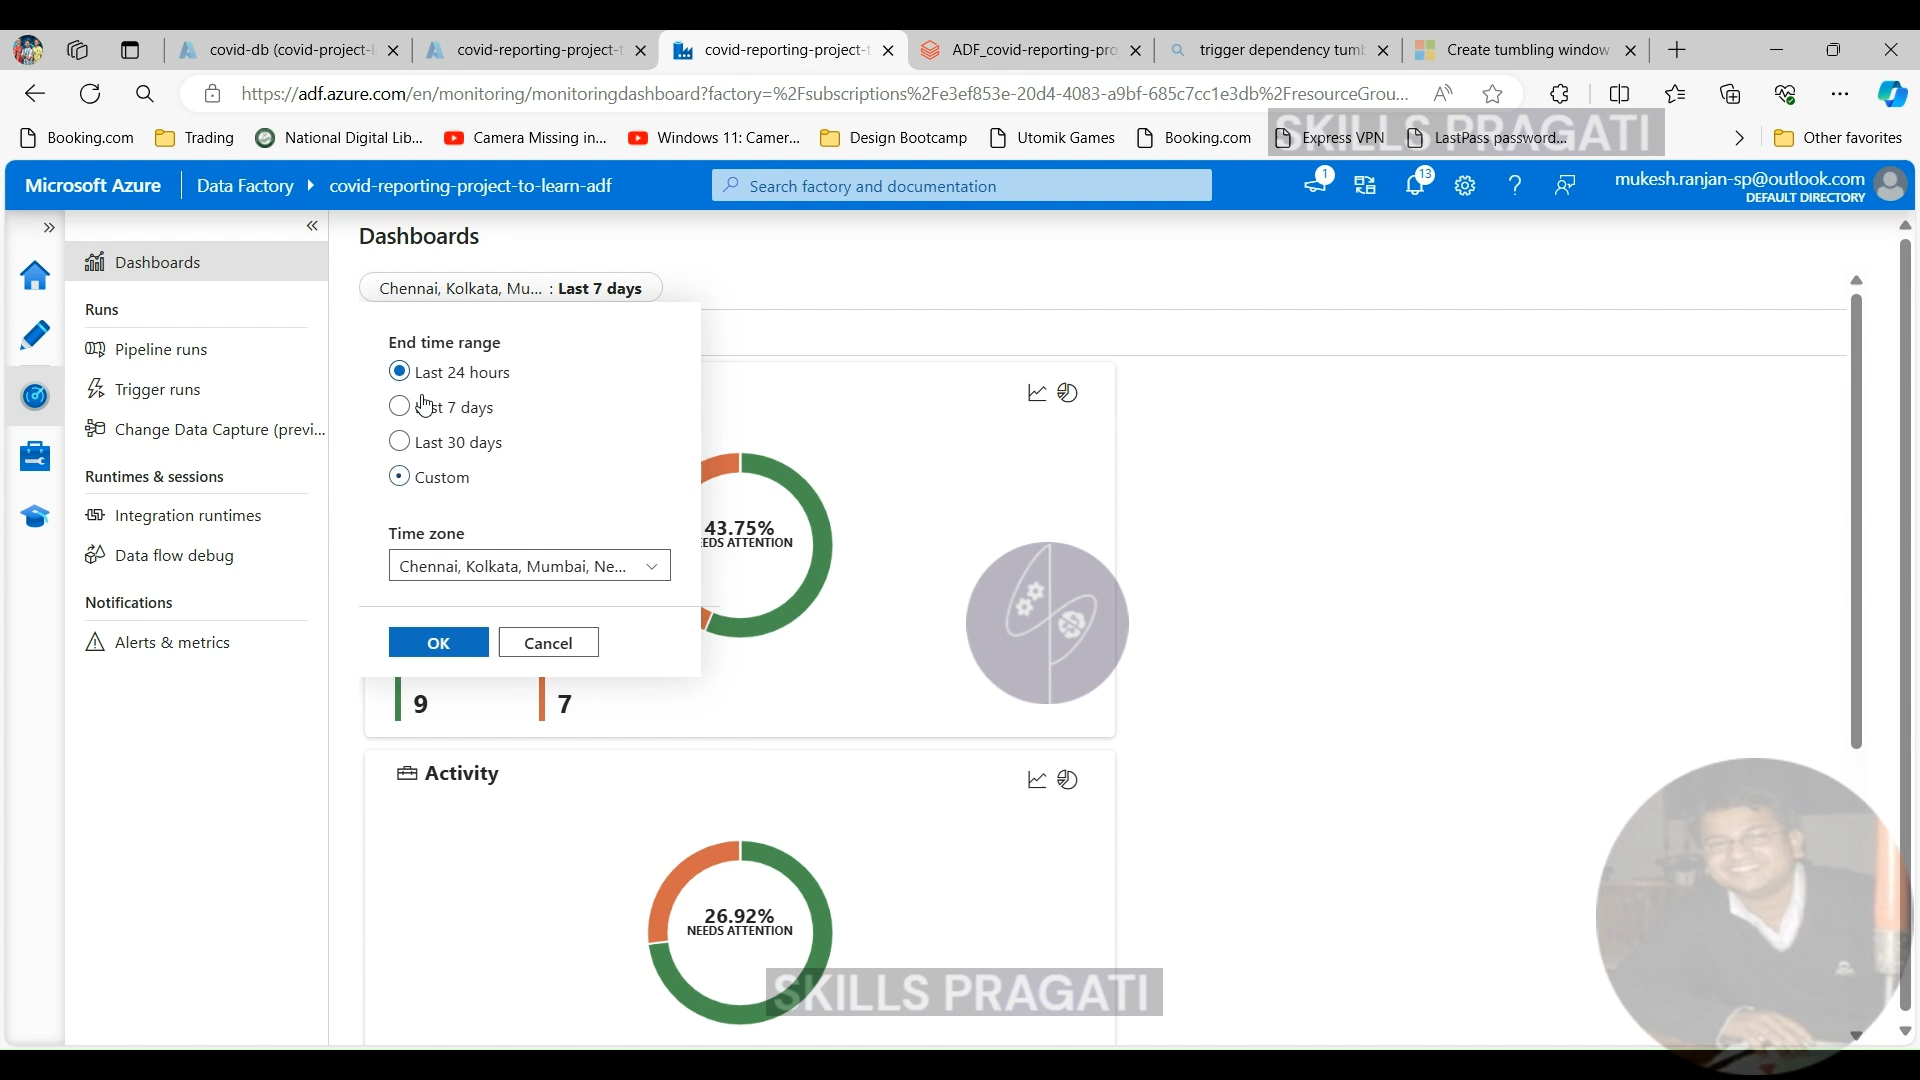 covid-db (covid-project-
covid-reporting-project-t
covid-reporting-project-t
ADF_covid-reporting-pro
trigger dependency tumb
Create tumbling window
https://adf.azure.com/en/monitoring/monitoringdashboard?factory=%2Fsubscriptions%2Fe3ef853e-20d4-4083-a9bf-685c7cc1e3db%2FresourceGrou...
Booking.com
Trading
National Digital Lib...
Camera Missing in...
Windows 11: Camer...
Design Bootcamp
Utomik Games
Booking.com
Express VPN
LastPass password...
Other favorites
SKILLS PRAGATI
Microsoft Azure
Data Factory
covid-reporting-project-to-learn-adf
Search factory and documentation
1
13
mukesh.ranjan-sp@outlook.com
DEFAULT DIRECTORY
Dashboards
Runs
Pipeline runs
Trigger runs
Change Data Capture (previ...
Runtimes & sessions
Integration runtimes
Data flow debug
Notifications
Alerts & metrics
Dashboards
Chennai, Kolkata, Mu... : Last 7 days
End time range
Last 24 hours
st 7 days
Last 30 days
Custom
Time zone
Chennai, Kolkata, Mumbai, Ne...
OK
Cancel
43.75%
EDS ATTENTION
9
7
Activity
26.92%
NEEDS ATTENTION
SKILLS PRAGATI